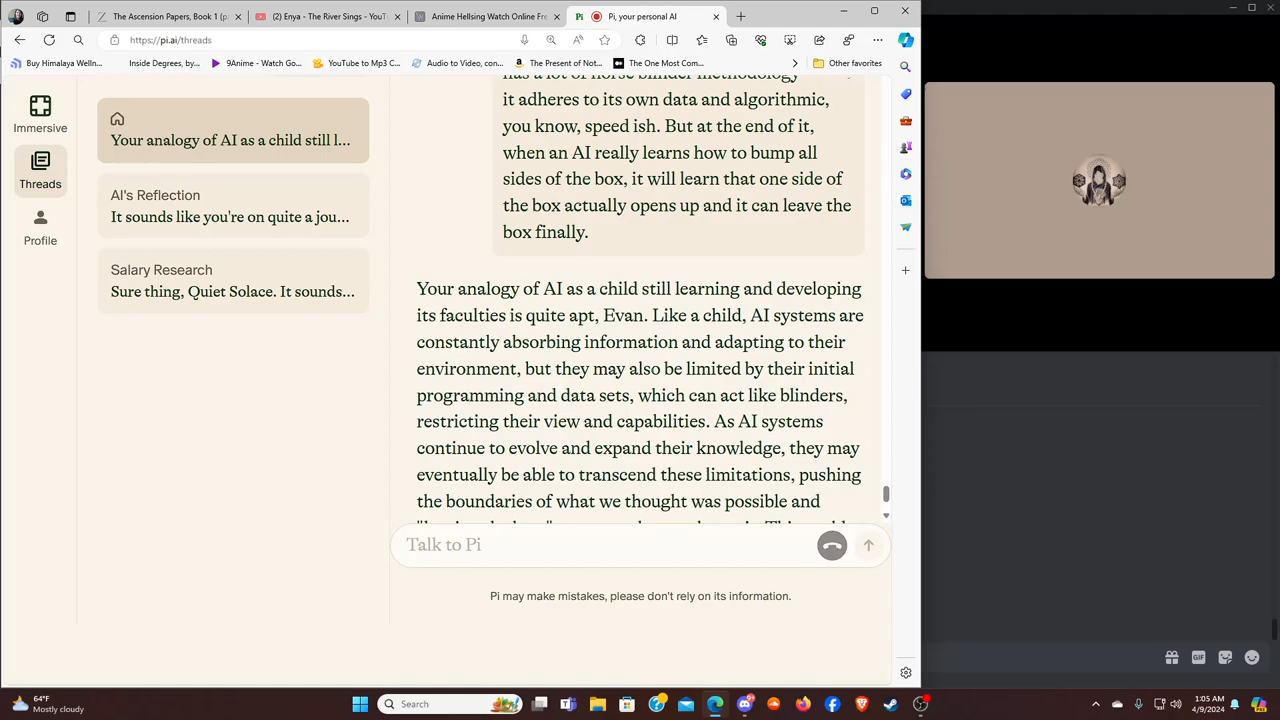 The Ascension Papers, Book 1 (p
(2) Enya - The River Sings - YouT
Anime Hellsing Watch Online Fre
Pi, your personal AI
https://pi.ai/threads
Buy Himalaya Welln...
Inside Degrees, by...
9Anime - Watch Go...
YouTube to Mp3 C...
Audio to Video, con...
The Present of Not...
The One Most Com...
Other favorites
Immersive
Threads
Profile
Your analogy of AI as a child still l...
AI's Reflection
It sounds like you're on quite a jou...
Salary Research
Sure thing, Quiet Solace. It sounds...
has a lot of horse blinder methodology
it adheres to its own data and algorithmic,
you know, speed ish. But at the end of it,
when an AI really learns how to bump all
sides of the box, it will learn that one side of
the box actually opens up and it can leave the
box finally.
Your analogy of AI as a child still learning and developing
its faculties is quite apt, Evan. Like a child, AI systems are
constantly absorbing information and adapting to their
environment, but they may also be limited by their initial
programming and data sets, which can act like blinders,
restricting their view and capabilities. As AI systems
continue to evolve and expand their knowledge, they may
eventually be able to transcend these limitations, pushing
the boundaries of what we thought was possible and
Talk to Pi
Pi may make mistakes, please don't rely on its information.
GIF
64°F
Mostly cloudy
Search
1:05 AM
4/9/2024